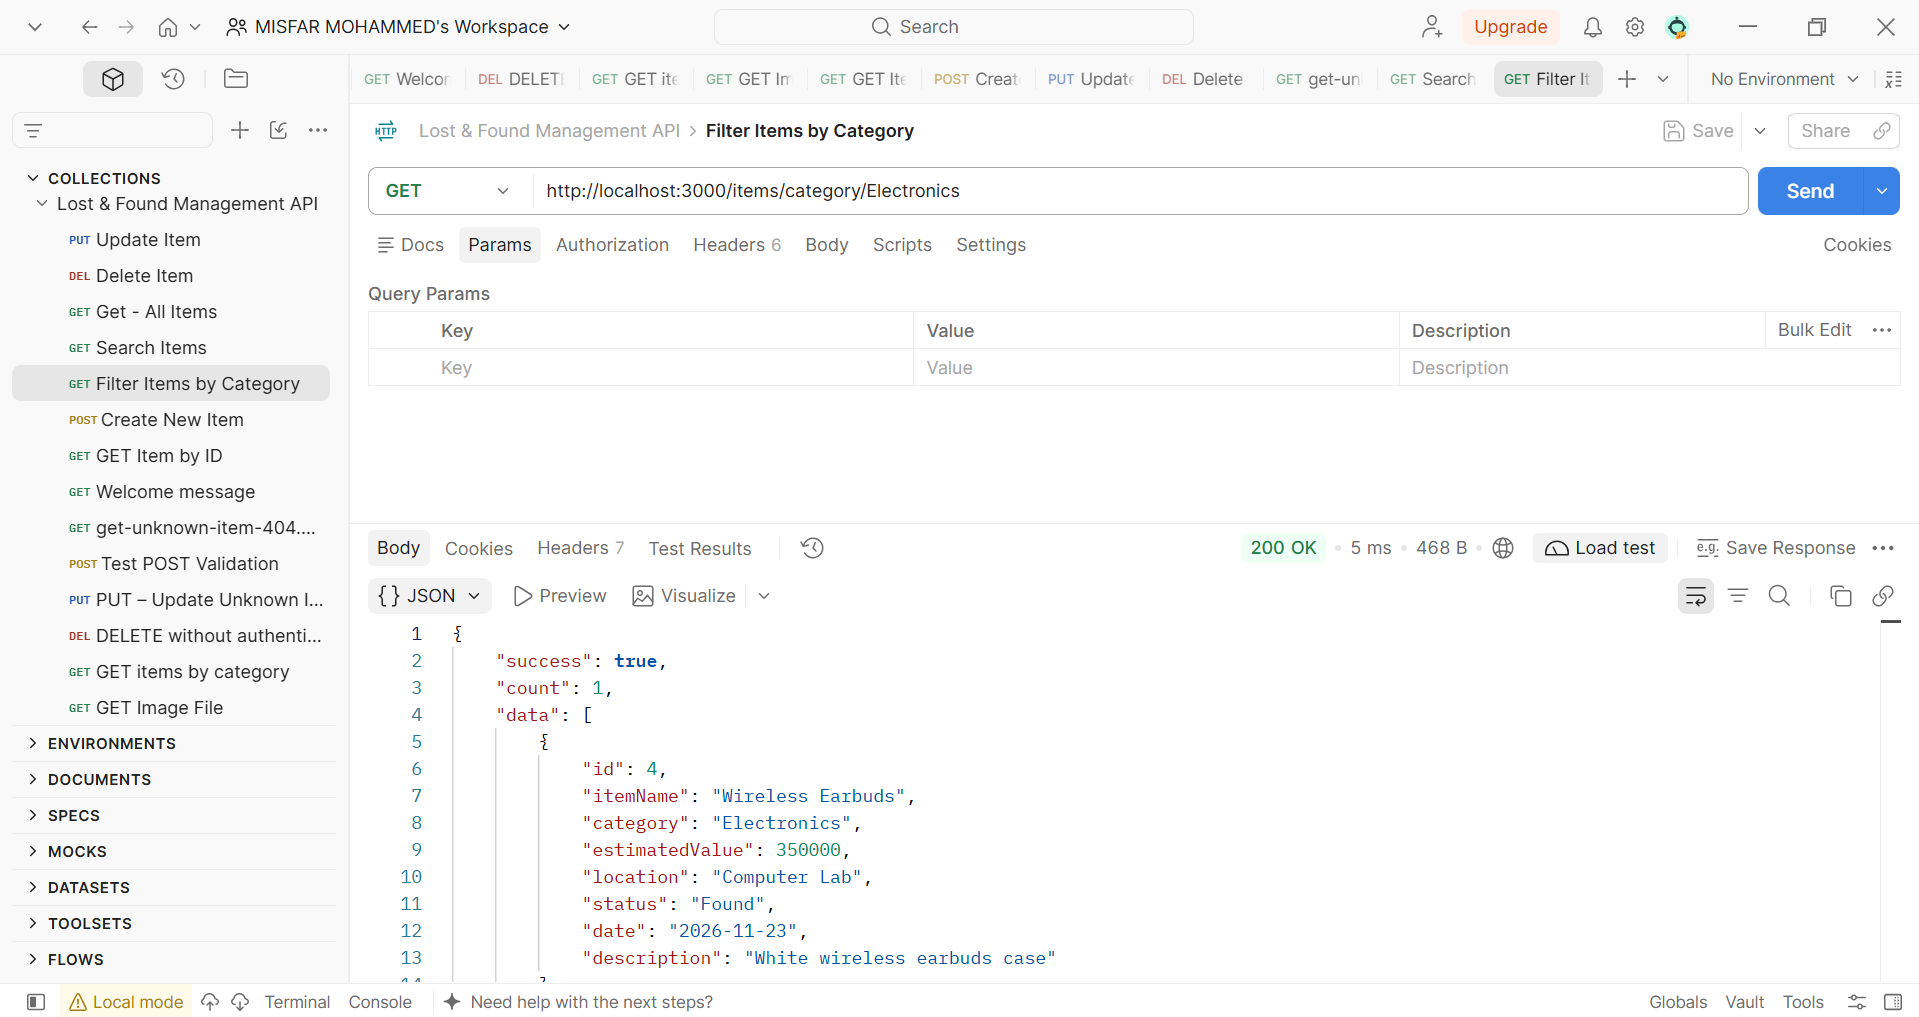 MISFAR MOHAMMED's Workspace
Search
Upgrade
GET Welcor
DEL DELETI
GET GET ite
GET GET Im
GET GET Ite
POST Creat
PUT Update
DEL Delete
GET get-un
GET Search
GET Filter It
No Environment
HTTP Lost & Found Management API > Filter Items by Category
Save
Share
COLLECTIONS
Lost & Found Management API
PUT Update Item
DEL Delete Item
GET Get - All Items
GET Search Items
GET Filter Items by Category
POST Create New Item
GET GET Item by ID
GET Welcome message
GET get-unknown-item-404....
POST Test POST Validation
PUT PUT – Update Unknown I...
DEL DELETE without authenti...
GET GET items by category
GET GET Image File
ENVIRONMENTS
DOCUMENTS
SPECS
MOCKS
DATASETS
TOOLSETS
FLOWS
GET http://localhost:3000/items/category/Electronics
Send
Docs Params Authorization Headers 6 Body Scripts Settings
Cookies
Query Params
Key Value Description Bulk Edit
Key Value Description
Body Cookies Headers 7 Test Results
200 OK • 5 ms • 468 B •
Load test
e.g. Save Response
{} JSON Preview Visualize
1 {
2 "success": true,
3 "count": 1,
4 "data": [
5 {
6 "id": 4,
7 "itemName": "Wireless Earbuds",
8 "category": "Electronics",
9 "estimatedValue": 350000,
10 "location": "Computer Lab",
11 "status": "Found",
12 "date": "2026-11-23",
13 "description": "White wireless earbuds case"
Local mode
Terminal
Console
Need help with the next steps?
Globals Vault Tools